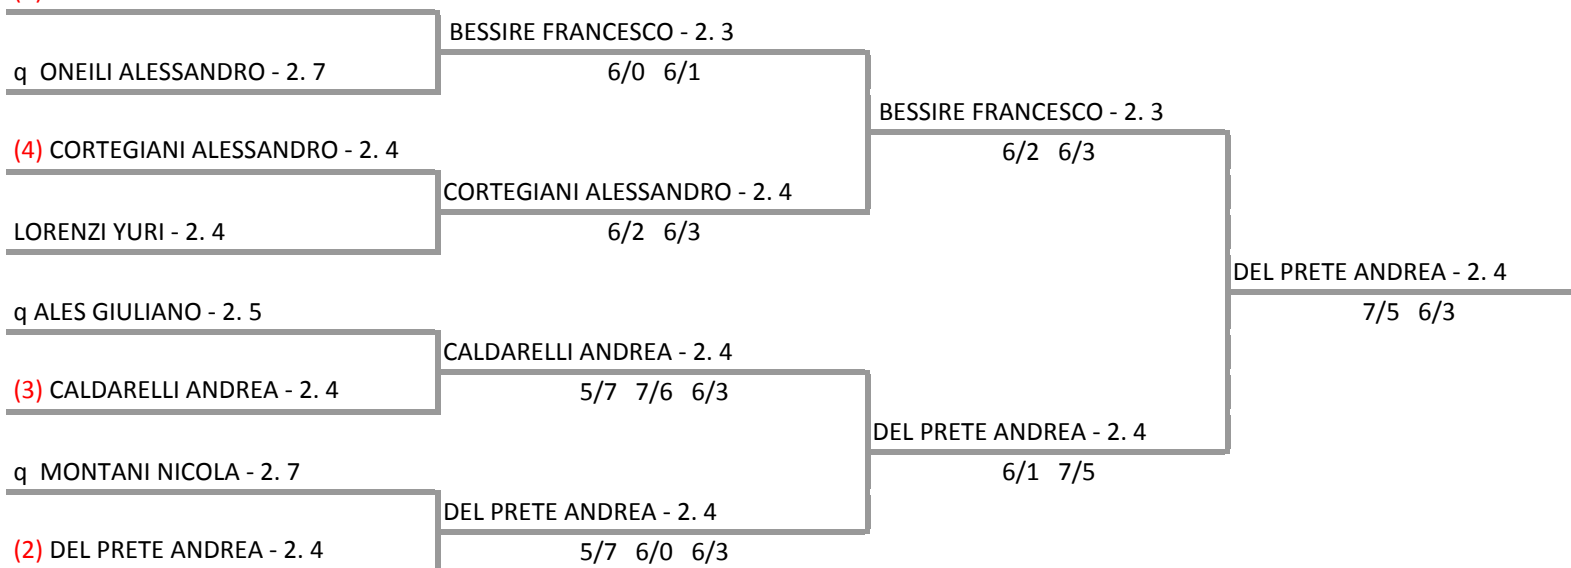 BESSIRE FRANCESCO - 2. 3
q ONEILI ALESSANDRO - 2. 7
6/0 6/1
BESSIRE FRANCESCO - 2. 3
(4) CORTEGIANI ALESSANDRO - 2. 4
6/2 6/3
CORTEGIANI ALESSANDRO - 2. 4
LORENZI YURI - 2. 4
6/2 6/3
DEL PRETE ANDREA - 2. 4
q ALES GIULIANO - 2. 5
7/5 6/3
CALDARELLI ANDREA - 2. 4
(3) CALDARELLI ANDREA - 2. 4
5/7 7/6 6/3
DEL PRETE ANDREA - 2. 4
q MONTANI NICOLA - 2. 7
6/1 7/5
DEL PRETE ANDREA - 2. 4
(2) DEL PRETE ANDREA - 2. 4
5/7 6/0 6/3